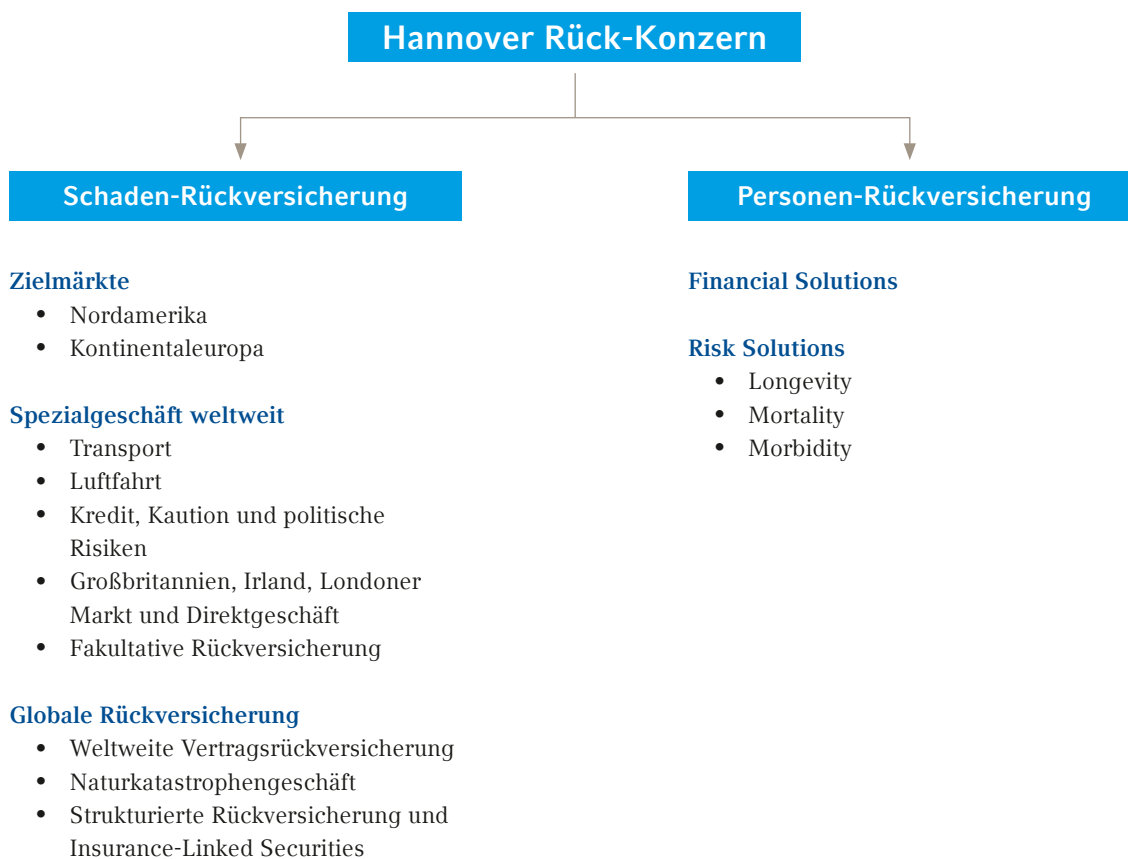 Hannover Rück-Konzern
Schaden-Rückversicherung
Zielmärkte
• Nordamerika
• Kontinentaleuropa
Spezialgeschäft weltweit
• Transport
• Luftfahrt
• Kredit, Kaution und politische
Risiken
• Großbritannien, Irland, Londoner
Markt und Direktgeschäft
• Fakultative Rückversicherung
Globale Rückversicherung
• Weltweite Vertragsrückversicherung
• Naturkatastrophengeschäft
• Strukturierte Rückversicherung und
Insurance-Linked Securities
Personen-Rückversicherung
Financial Solutions
Risk Solutions
• Longevity
• Mortality
• Morbidity